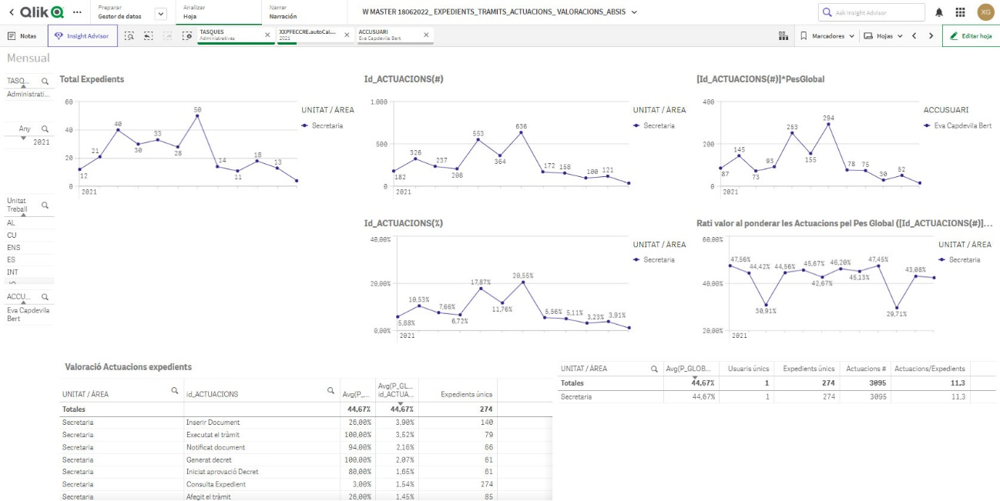 Qlik
Preparar
Gestor de datos
Analizar
Hoja
Narrar
Narración
W MASTER 18062022_ EXPEDIENTS_TRAMITS_ACTUACIONS_VALORACIONS_ABSIS
Ask Insight Advisor
XG
Notas
Insight Advisor
TASQUES
Administratives
XXPFECCRE.autoCal...
2021
ACCUSUARI
Eva Capdevila Bert
Marcadores
Hojas
Editar hoja
Mensual
TASQ...
Administrati...
Any
2021
Unitat
Treball
AL
CU
ENS
ES
INT
ACCU...
Eva Capdevila
Bert
Total Expedients
60
40
20
0
12
21
40
30
33
28
50
14
11
18
13
2021
UNITAT / ÀREA
Secretaria
Id_ACTUACIONS(#)
1.000
500
0
182
326
237
208
553
364
636
172
158
100
121
2021
UNITAT / ÀREA
Secretaria
[Id_ACTUACIONS(#)]*PesGlobal
400
200
0
87
145
73
93
253
155
294
78
75
30
52
2021
ACCUSUARI
Eva Capdevila Bert
Id_ACTUACIONS(%)
40,00%
20,00%
0,00%
5,88%
10,53%
7,66%
6,72%
17,87%
11,76%
20,55%
5,56%
5,11%
3,23%
3,91%
2021
UNITAT / ÀREA
Secretaria
Rati valor al ponderar les Actuacions pel Pes Global ([Id_ACTUACIONS(#)]...
60,00%
40,00%
20,00%
47,56%
44,42%
30,91%
44,56%
45,67%
42,67%
46,20%
45,13%
47,45%
29,71%
43,08%
2021
UNITAT / ÀREA
Secretaria
Valoració Actuacions expedients
UNITAT / ÀREA id_ACTUACIONS Avg(P_... Avg(P_GL... id_ACTUA... Expedients únics
Totales 44,67% 44,67% 274
Secretaria Inserir Document 26,00% 3,90% 140
Secretaria Executat el tràmit 100,00% 3,52% 79
Secretaria Notificat document 94,00% 2,16% 66
Secretaria Generat decret 100,00% 2,07% 61
Secretaria Iniciat aprovació Decret 80,00% 1,65% 61
Secretaria Consulta Expedient 3,00% 1,54% 274
Secretaria Afegit el tràmit 26,00% 1,45% 85
UNITAT / ÀREA Avg(P_GLOB... Usuaris únics Expedients únics Actuacions # Actuacions/Expedients
Totales 44,67% 1 274 3095 11,3
Secretaria 44,67% 1 274 3095 11,3